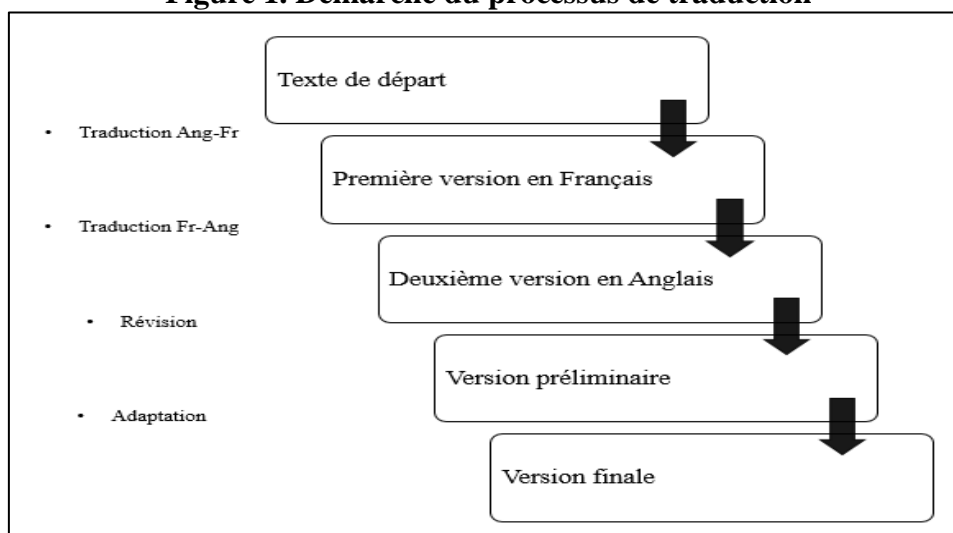 Figure 1. Démarche du processus de traduction
Texte de départ
• Traduction Ang-Fr
Première version en Français
• Traduction Fr-Ang
Deuxième version en Anglais
• Révision
Version préliminaire
• Adaptation
Version finale